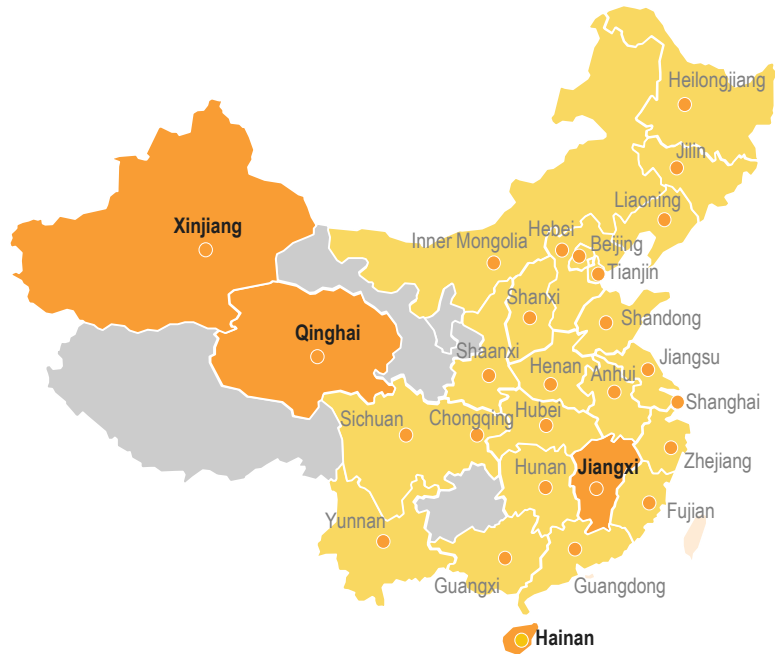 Heilongjiang
Jilin
Liaoning
Xinjiang
Hebei
Inner Mongolia
Beijing
Tianjin
Shanxi
Shandong
Qinghai
Shaanxi
Henan
Jiangsu
Anhui
Shanghai
Sichuan
Chongqing
Hubei
Zhejiang
Hunan
Jiangxi
Fujian
Yunnan
Guangxi
Guangdong
Hainan